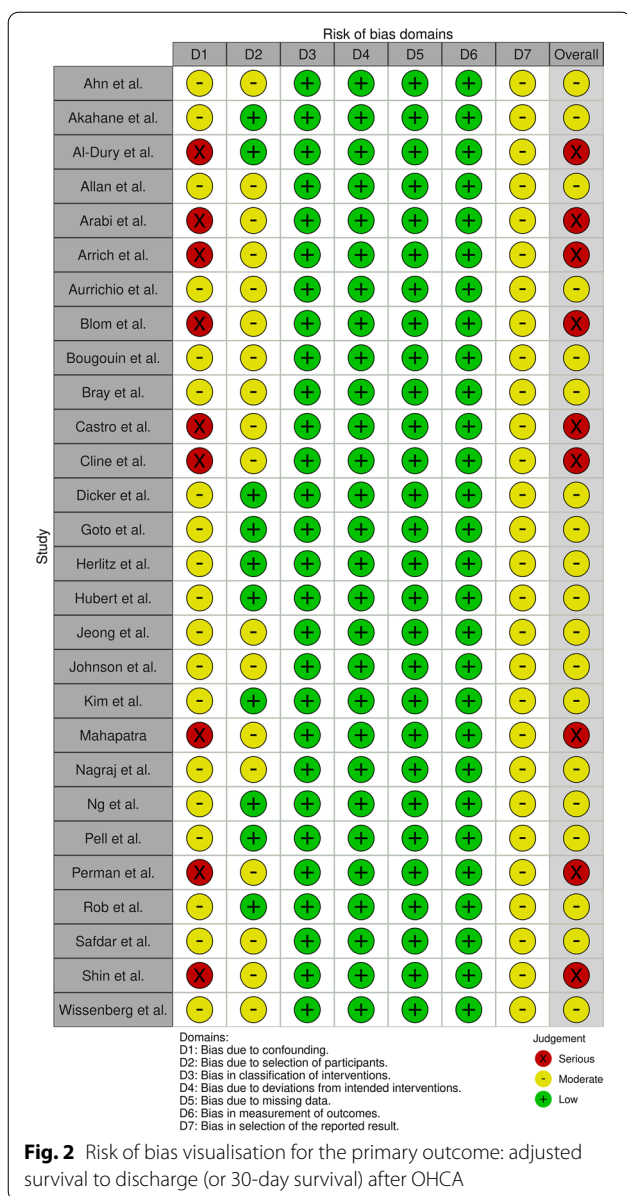 Risk of bias domains
D1 D2 D3 D4 D5 D6 D7 Overall
Study
Ahn et al. - - + + + + - -
Akahane et al. - + + + + + - -
Al-Dury et al. X + + + + + - X
Allan et al. - - + + + + - -
Arabi et al. X - + + + + - X
Arrich et al. X - + + + + - X
Aurrichio et al. - - + + + + - -
Blom et al. X - + + + + - X
Bougouin et al. - - + + + + - -
Bray et al. - - + + + + - -
Castro et al. X - + + + + - X
Cline et al. X - + + + + - X
Dicker et al. - + + + + + - -
Goto et al. - + + + + + - -
Herlitz et al. - + + + + + - -
Hubert et al. - + + + + + - -
Jeong et al. - - + + + + - -
Johnson et al. - - + + + + - -
Kim et al. - + + + + + - -
Mahapatra X - + + + + - X
Nagraj et al. - - + + + + - -
Ng et al. - + + + + + - -
Pell et al. - + + + + + - -
Perman et al. X - + + + + - X
Rob et al. - + + + + + - -
Safdar et al. - - + + + + - -
Shin et al. X - + + + + - X
Wissenberg et al. - - + + + + - -
Domains:
D1: Bias due to confounding.
D2: Bias due to selection of participants.
D3: Bias in classification of interventions.
D4: Bias due to deviations from intended interventions.
D5: Bias due to missing data.
D6: Bias in measurement of outcomes.
D7: Bias in selection of the reported result.
Judgement
X Serious
- Moderate
+ Low
Fig. 2 Risk of bias visualisation for the primary outcome: adjusted
survival to discharge (or 30-day survival) after OHCA